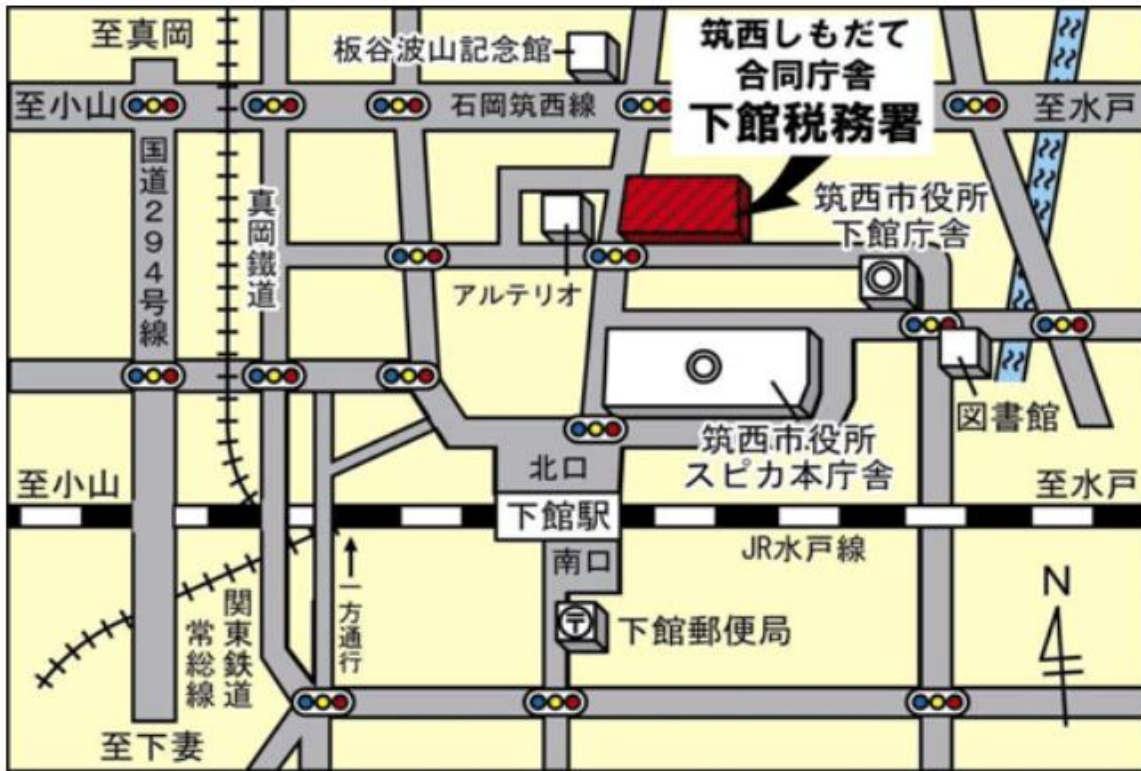 至真岡
板谷波山記念館
筑西しもだて
合同庁舎
下館税務署
至小山
石岡筑西線
至水戸
国道294号線
真岡鐵道
筑西市役所
下館庁舎
アルテリオ
図書館
筑西市役所
スピカ本庁舎
北口
至小山
至水戸
下館駅
JR水戸線
南口
N
一方通行
関東鉄道
常総線
〒
下館郵便局
至下妻